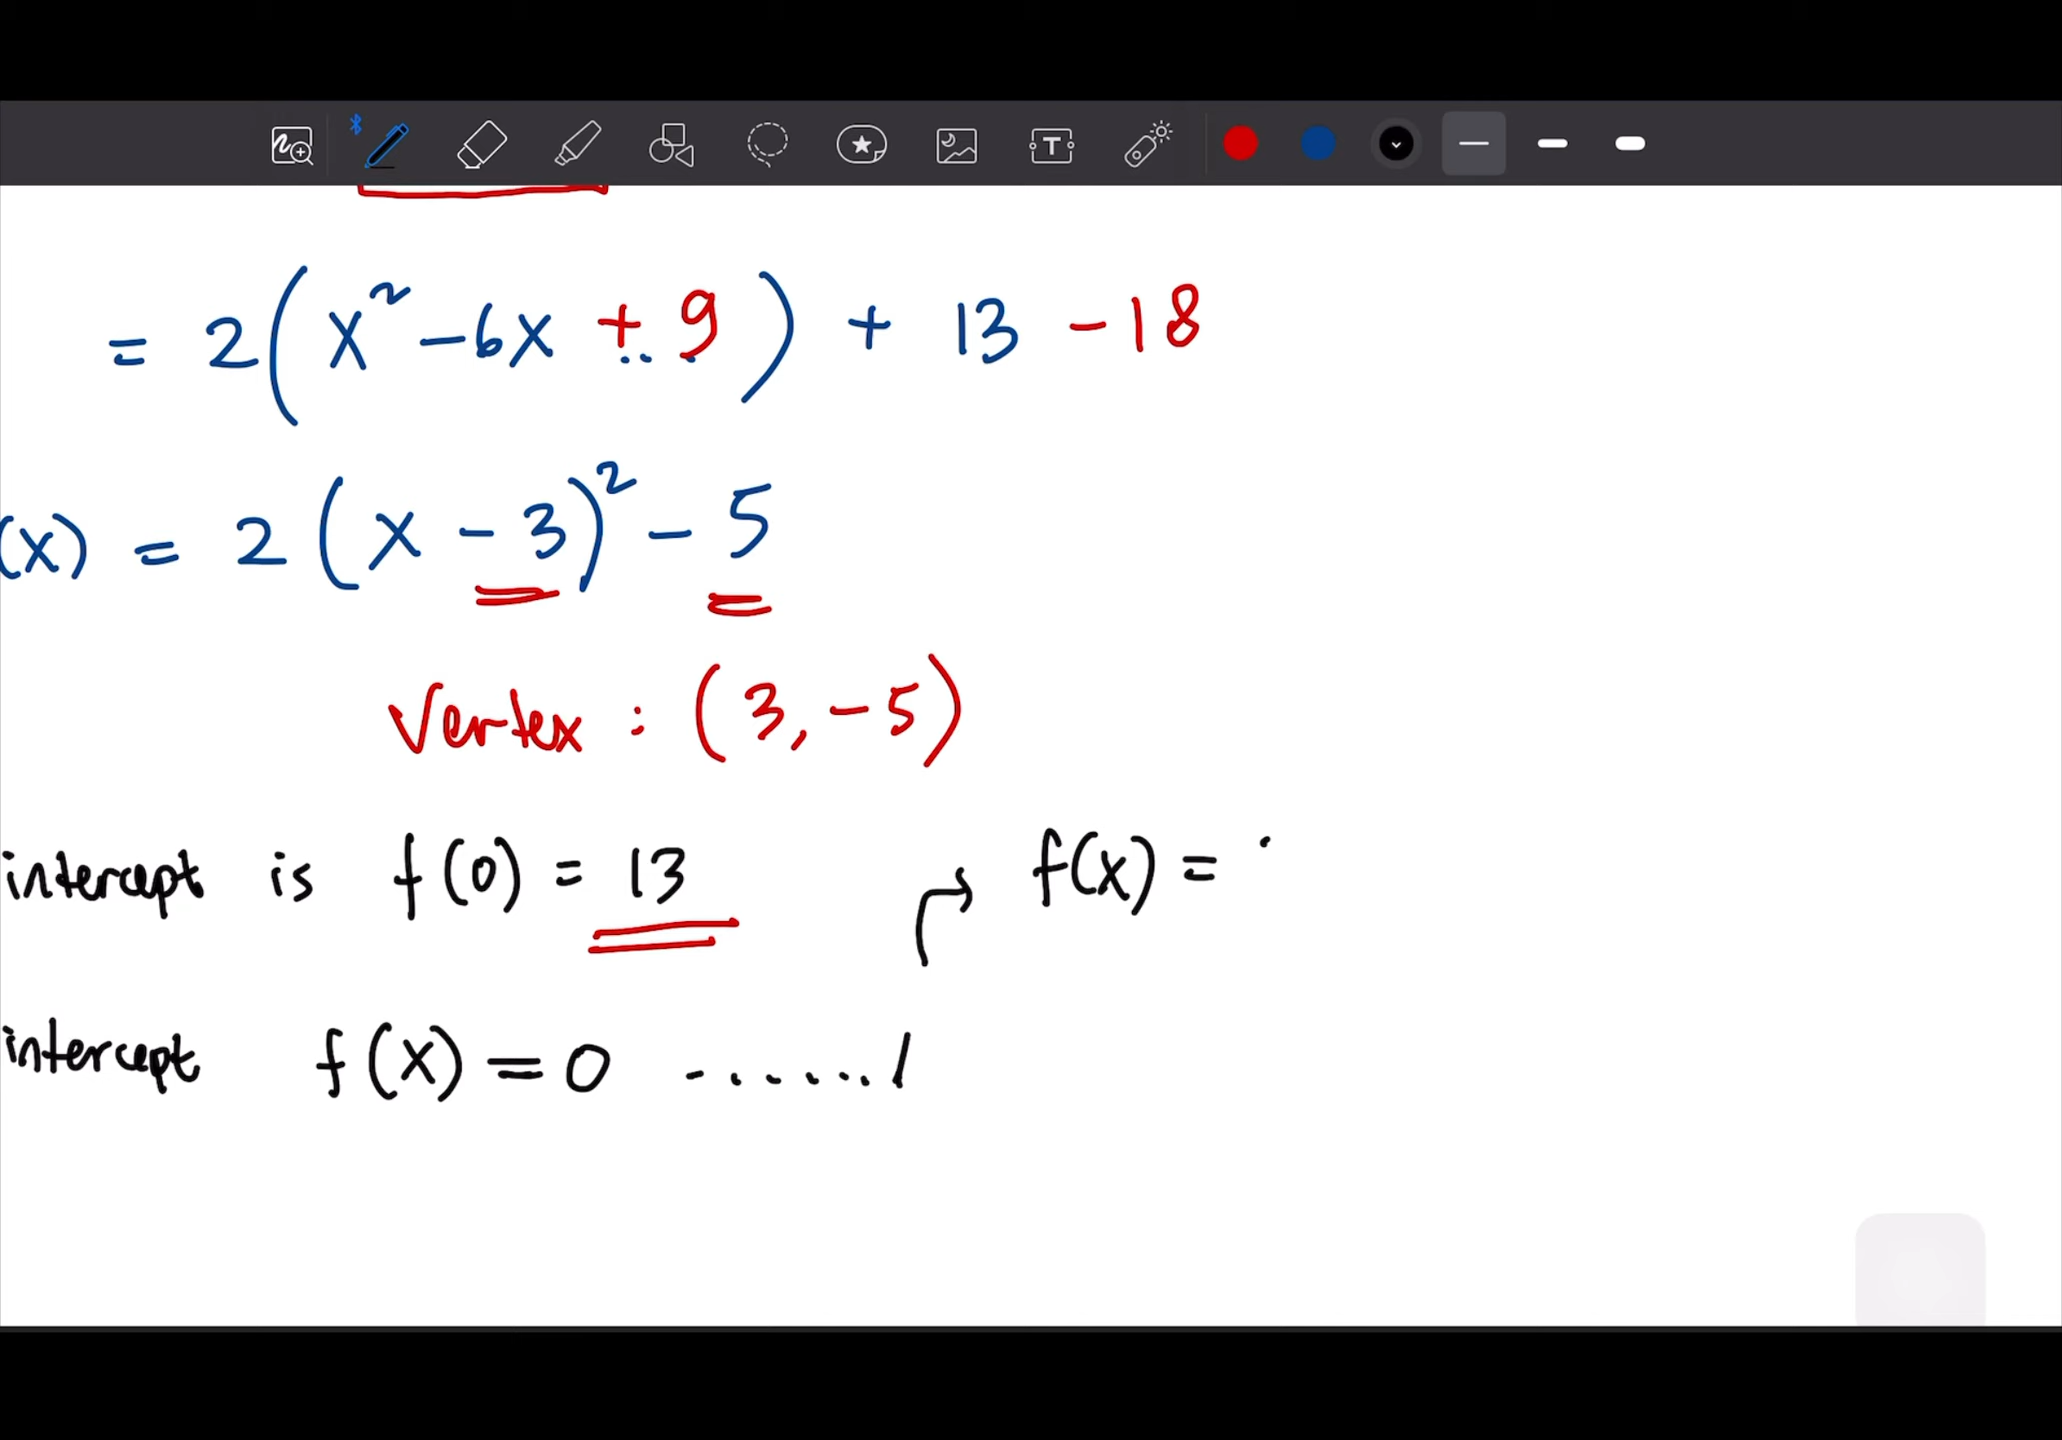 = 2(x² - 6x + 9) + 13 - 18
(x) = 2(x - 3)² - 5
Vertex : (3, -5)
intercept is f(0) = 13
f(x) =
intercept f(x) = 0 ......